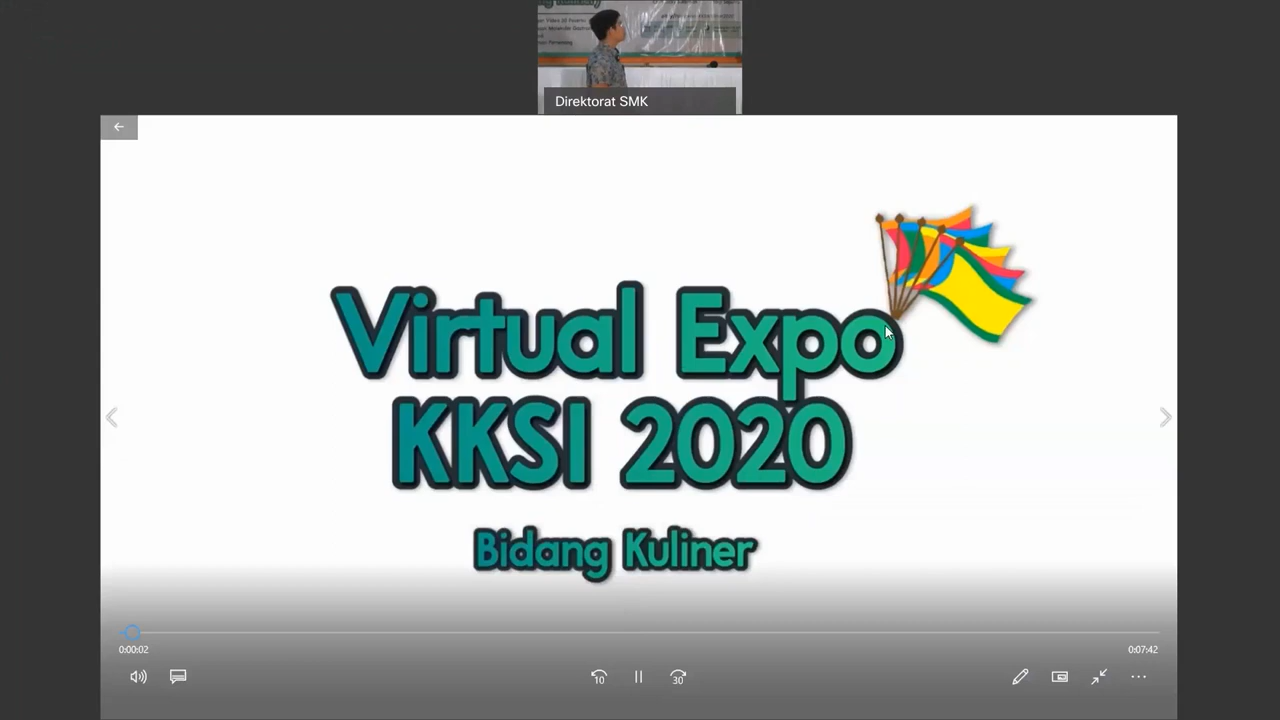 Direktorat SMK
Virtual Expo
KKSI 2020
Bidang Kuliner
0:00:02
0:07:42
10
30